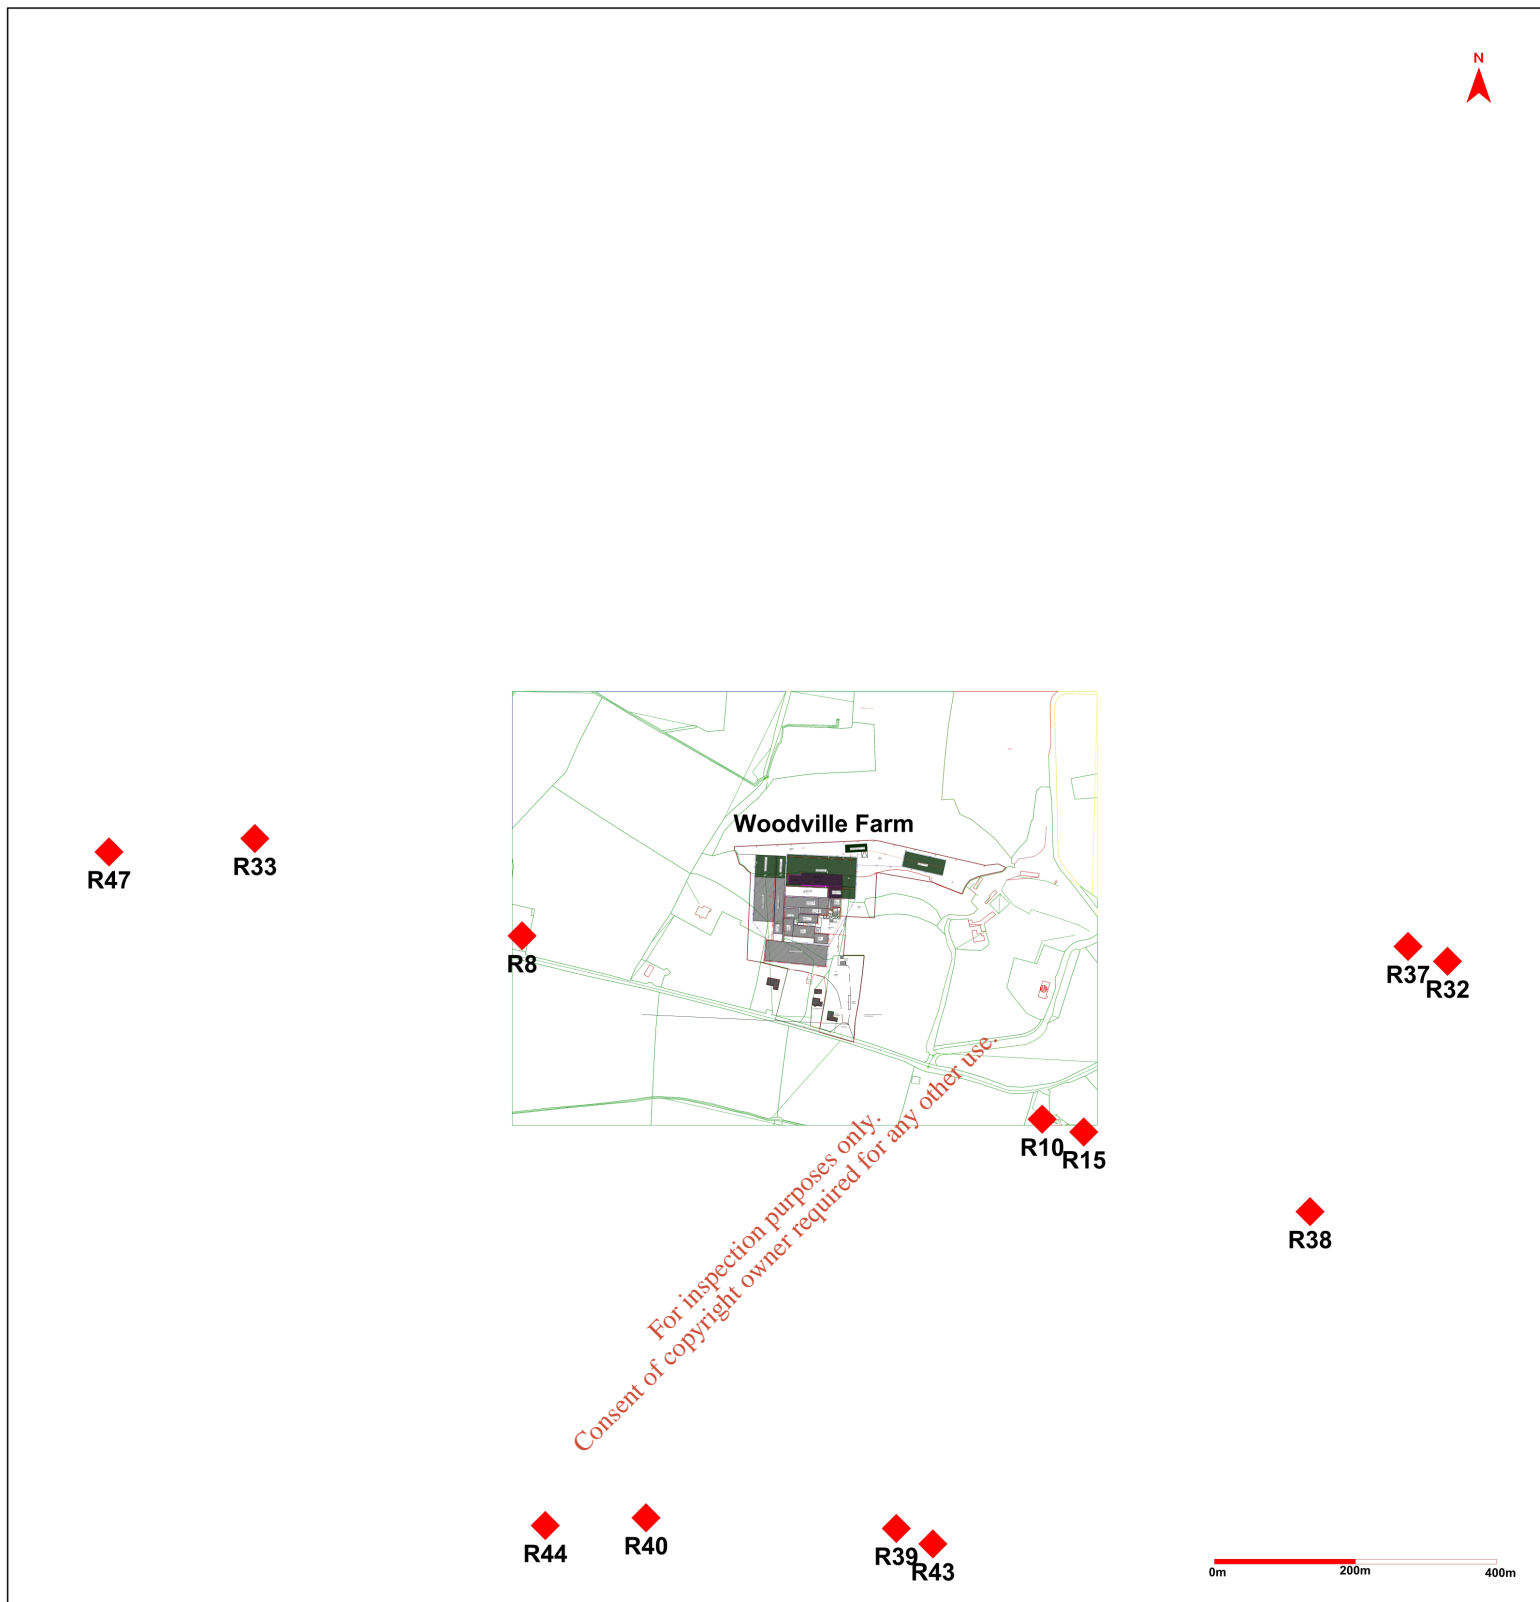 N
Woodville Farm
R47
R33
R8
R37
R32
R10
R15
R38
For inspection purposes only.
Consent of copyright owner required for any other use.
R44
R40
R39
R43
0m
200m
400m